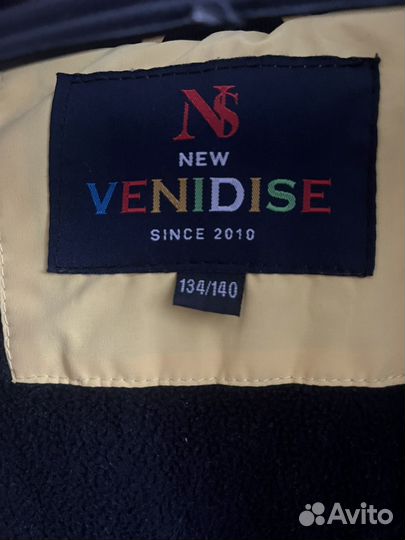 NS
NEW
VENIDISE
SINCE 2010
134/140
Avito